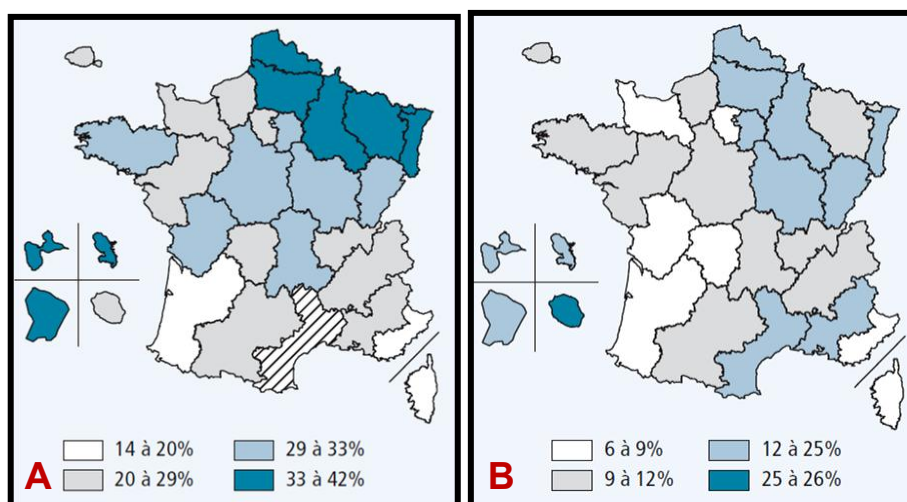 14 à 20%
29 à 33%
20 à 29%
33 à 42%
A
6 à 9%
12 à 25%
9 à 12%
25 à 26%
B